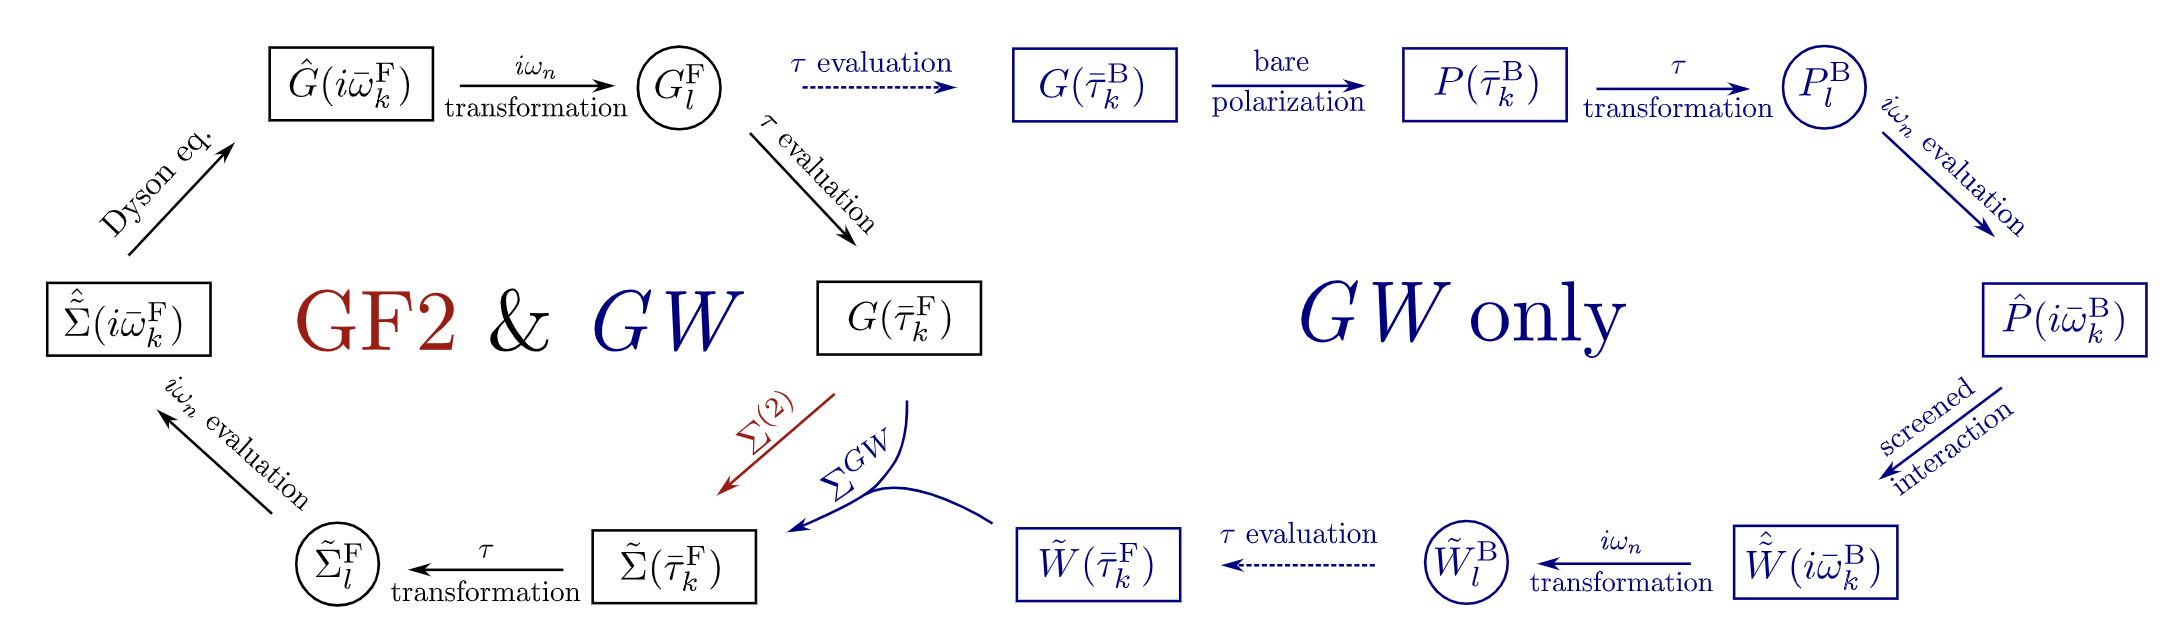 $\hat{G}(i\bar{\omega}_k^{\mathrm{F}})$
$i\omega_n$
transformation
$G_l^{\mathrm{F}}$
$\tau$ evaluation
$G(\bar{\tau}_k^{\mathrm{B}})$
bare
polarization
$P(\bar{\tau}_k^{\mathrm{B}})$
$\tau$
transformation
$P_l^{\mathrm{B}}$
Dyson eq.
$\tau$ evaluation
$i\omega_n$ evaluation
$\hat{\tilde{\Sigma}}(i\bar{\omega}_k^{\mathrm{F}})$
GF2 & $GW$
$G(\bar{\tau}_k^{\mathrm{F}})$
$GW$ only
$\hat{P}(i\bar{\omega}_k^{\mathrm{B}})$
$i\omega_n$ evaluation
$\Sigma^{(2)}$
$\Sigma^{GW}$
screened
interaction
$\tilde{\Sigma}_l^{\mathrm{F}}$
$\tau$
transformation
$\tilde{\Sigma}(\bar{\tau}_k^{\mathrm{F}})$
$\tilde{W}(\bar{\tau}_k^{\mathrm{F}})$
$\tau$ evaluation
$\tilde{W}_l^{\mathrm{B}}$
$i\omega_n$
transformation
$\hat{\tilde{W}}(i\bar{\omega}_k^{\mathrm{B}})$